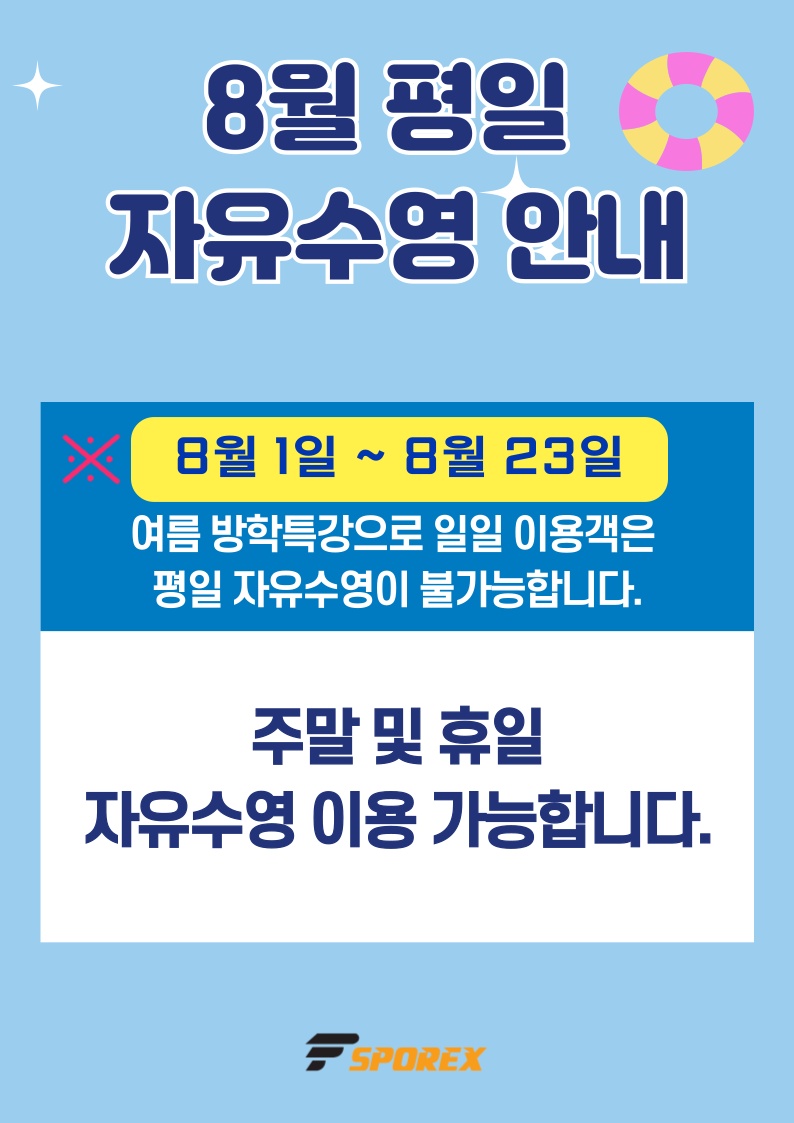 8월 평일
자유수영 안내
※ 8월 1일 ~ 8월 23일
여름 방학특강으로 일일 이용객은
평일 자유수영이 불가능합니다.
주말 및 휴일
자유수영 이용 가능합니다.
SPOREX